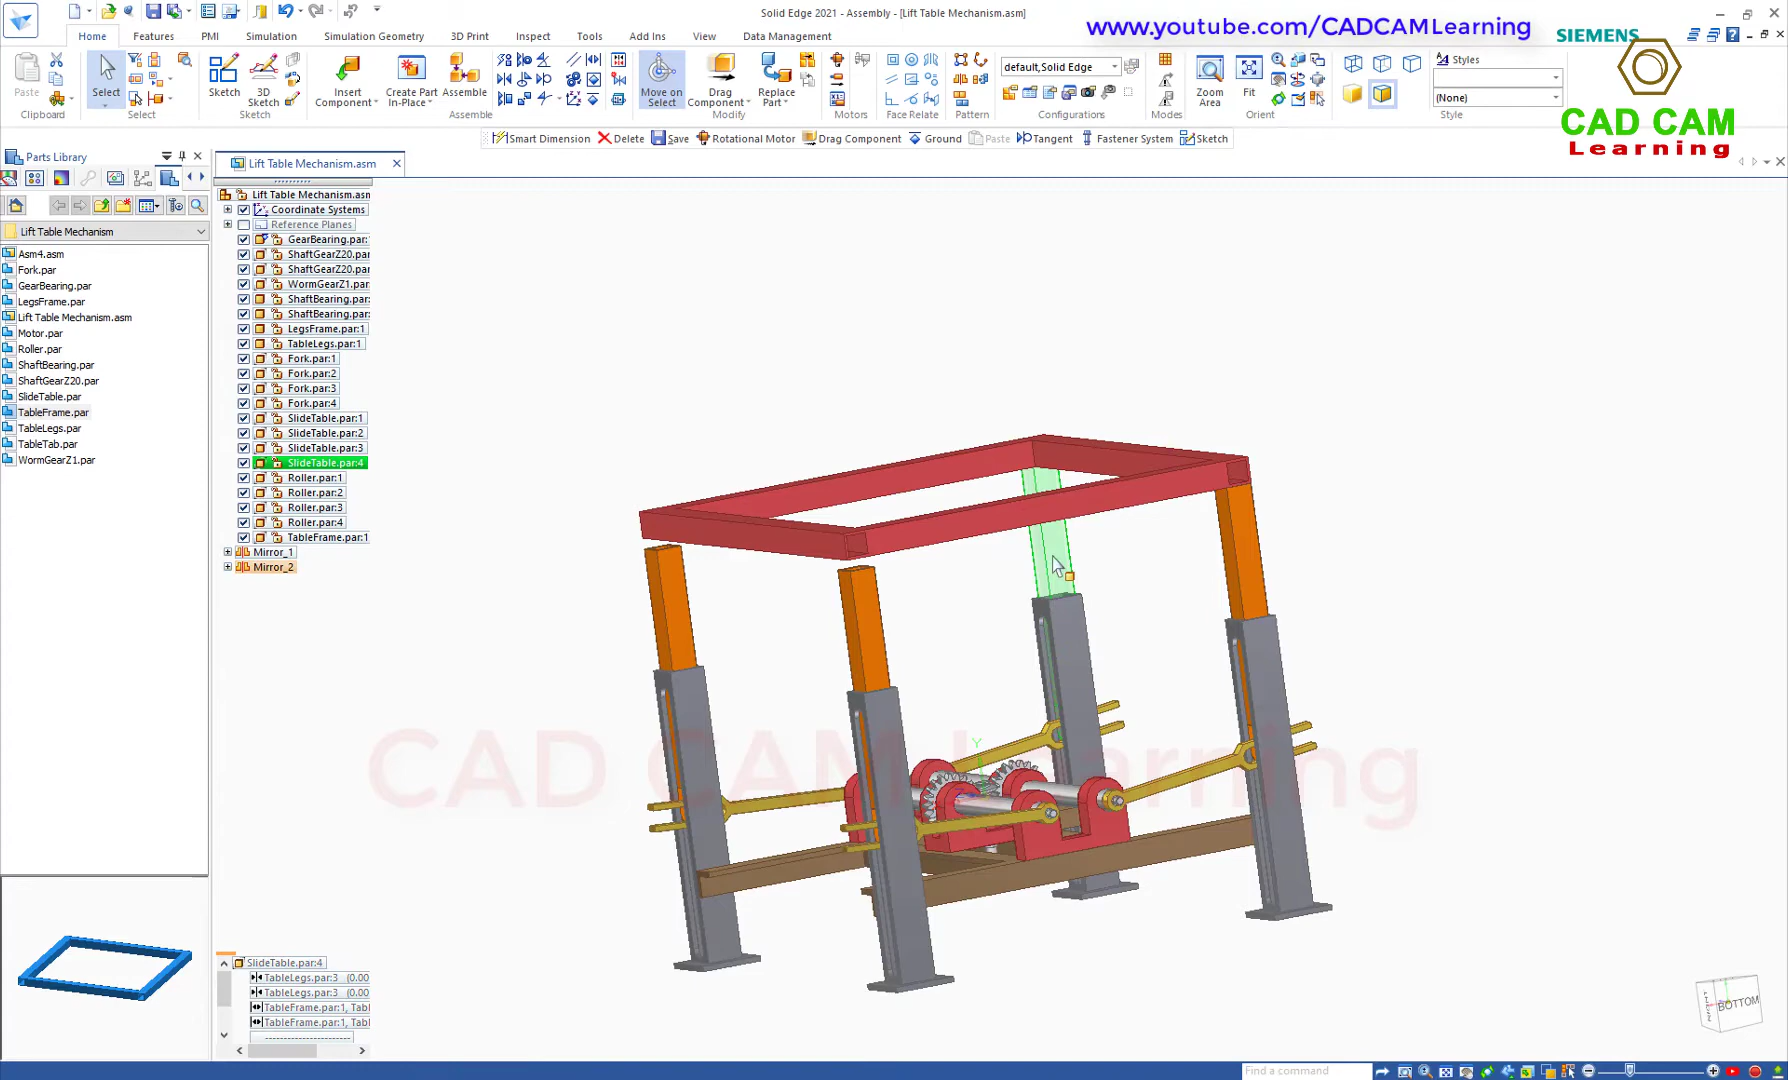 Solid Edge 2021 - Assembly - [Lift Table Mechanism.asm]
www.youtube.com/CADCAMLearning
SIEMENS
Home
Features
PMI
Simulation
Simulation Geometry
3D Print
Inspect
Tools
Add Ins
View
Data Management
Paste
Select
Sketch
3D Sketch
Insert Component
Create Part In-Place
Assemble
Move on Select
Drag Component
Replace Part
default,Solid Edge
Zoom Area
Fit
Styles
(None)
Clipboard
Select
Sketch
Assemble
Modify
Motors
Face Relate
Pattern
Configurations
Modes
Orient
Style
CAD CAM
Learning
Smart Dimension
Delete
Save
Rotational Motor
Drag Component
Ground
Paste
Tangent
Fastener System
Sketch
Parts Library
Lift Table Mechanism.asm
Lift Table Mechanism
Asm4.asm
Fork.par
GearBearing.par
LegsFrame.par
Lift Table Mechanism.asm
Motor.par
Roller.par
ShaftBearing.par
ShaftGearZ20.par
SlideTable.par
TableFrame.par
TableLegs.par
TableTab.par
WormGearZ1.par
Lift Table Mechanism.asm
Coordinate Systems
Reference Planes
GearBearing.par:
ShaftGearZ20.par
ShaftGearZ20.par
WormGearZ1.par
ShaftBearing.par:
ShaftBearing.par:
LegsFrame.par:1
TableLegs.par:1
Fork.par:1
Fork.par:2
Fork.par:3
Fork.par:4
SlideTable.par:1
SlideTable.par:2
SlideTable.par:3
SlideTable.par:4
Roller.par:1
Roller.par:2
Roller.par:3
Roller.par:4
TableFrame.par:1
Mirror_1
Mirror_2
CAD CAM Learning
Y
SlideTable.par:4
TableLegs.par:3 (0.00
TableLegs.par:3 (0.00
TableFrame.par:1, Tabl
TableFrame.par:1, Tabl
BOTTOM
Find a command